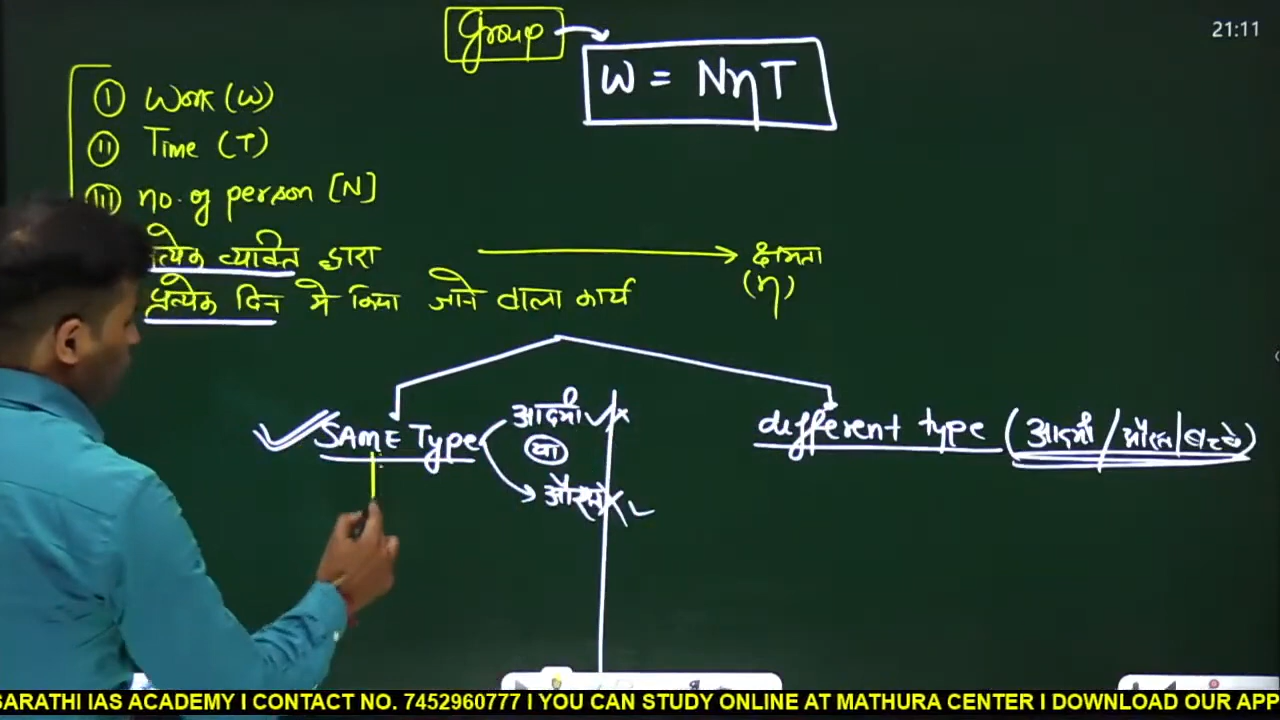 21:11
Group
W = NηT
① Work (W)
② Time (T)
③ no. of person [N]
त्येक व्यक्ति द्वारा → क्षमता
प्रत्येक दिन मे किया जाने वाला कार्य (η)
SAME Type आदमी different type (आदमी / औरत / बच्चे)
या
औरत
SARATHI IAS ACADEMY I CONTACT NO. 7452960777 I YOU CAN STUDY ONLINE AT MATHURA CENTER I DOWNLOAD OUR APP